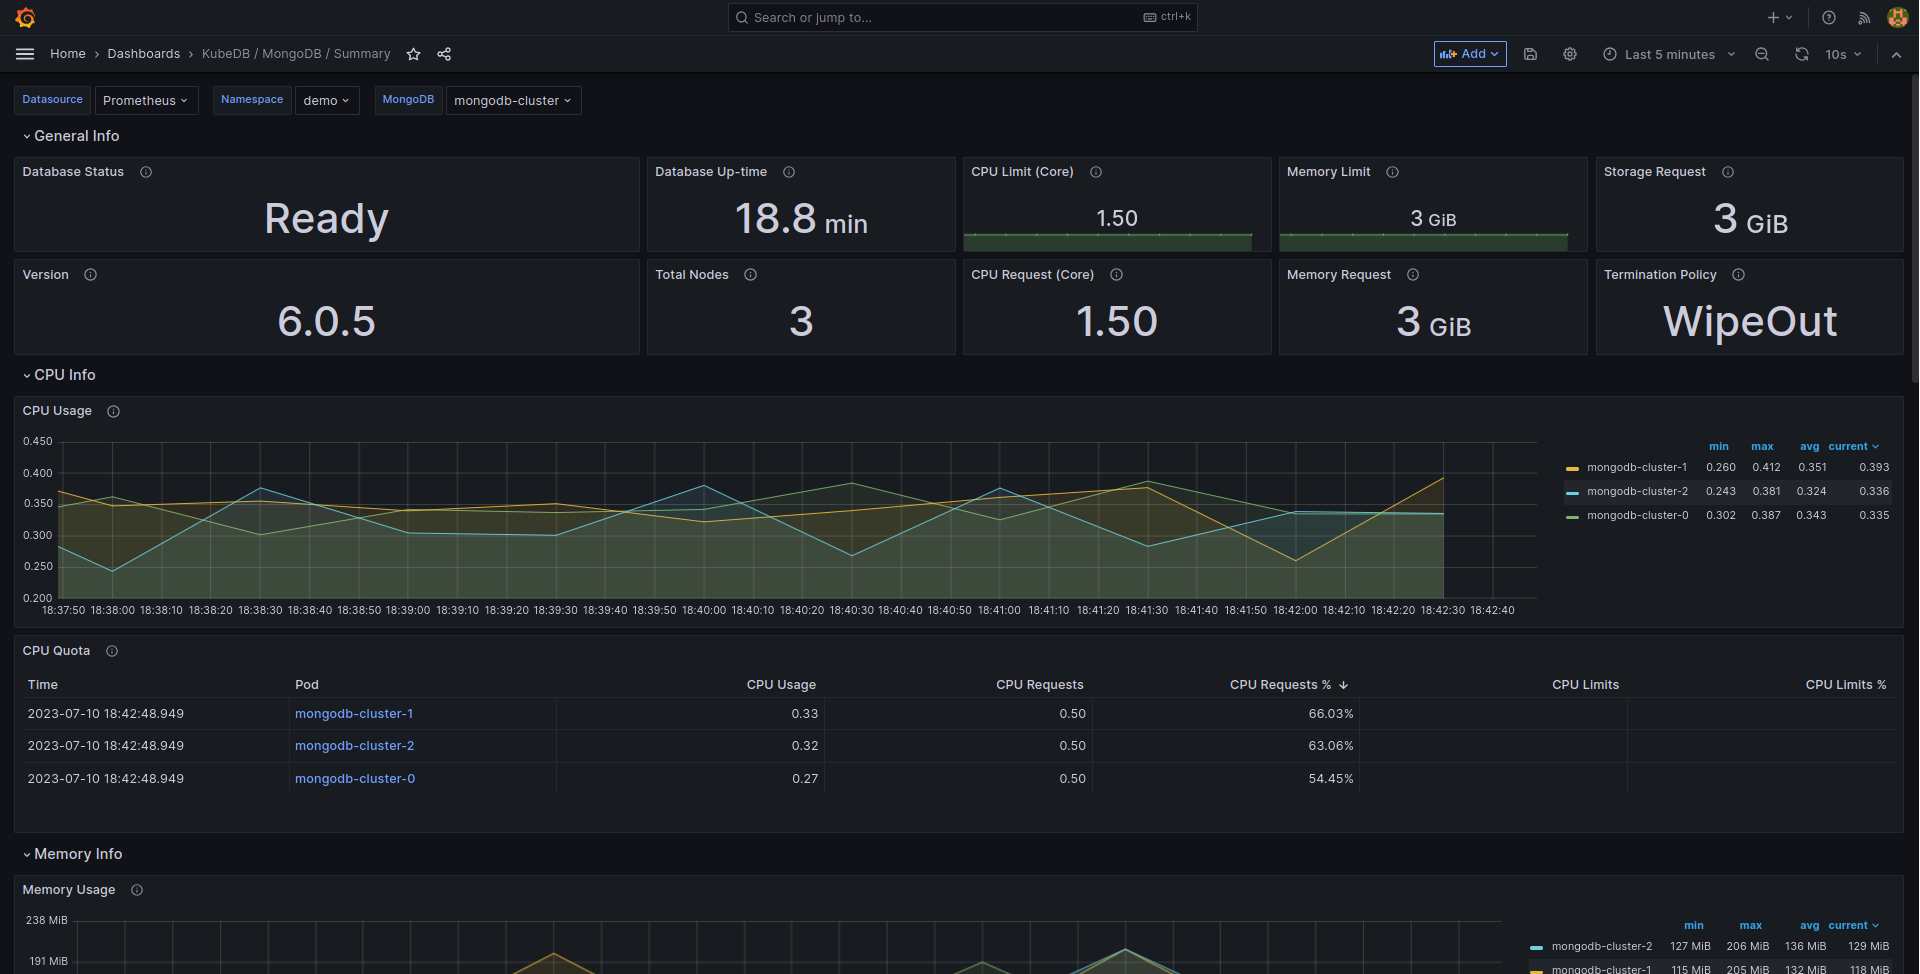 Search or jump to...
ctrl+k
Home › Dashboards › KubeDB / MongoDB / Summary
Add
Last 5 minutes
10s
Datasource Prometheus Namespace demo MongoDB mongodb-cluster
General Info
Database Status
Ready
Database Up-time
18.8 min
CPU Limit (Core)
1.50
Memory Limit
3 GiB
Storage Request
3 GiB
Version
6.0.5
Total Nodes
3
CPU Request (Core)
1.50
Memory Request
3 GiB
Termination Policy
WipeOut
CPU Info
CPU Usage
0.450
0.400
0.350
0.300
0.250
0.200
18:37:50 18:38:00 18:38:10 18:38:20 18:38:30 18:38:40 18:38:50 18:39:00 18:39:10 18:39:20 18:39:30 18:39:40 18:39:50 18:40:00 18:40:10 18:40:20 18:40:30 18:40:40 18:40:50 18:41:00 18:41:10 18:41:20 18:41:30 18:41:40 18:41:50 18:42:00 18:42:10 18:42:20 18:42:30 18:42:40
min max avg current
mongodb-cluster-1 0.260 0.412 0.351 0.393
mongodb-cluster-2 0.243 0.381 0.324 0.336
mongodb-cluster-0 0.302 0.387 0.343 0.335
CPU Quota
Time Pod CPU Usage CPU Requests CPU Requests % CPU Limits CPU Limits %
2023-07-10 18:42:48.949 mongodb-cluster-1 0.33 0.50 66.03%
2023-07-10 18:42:48.949 mongodb-cluster-2 0.32 0.50 63.06%
2023-07-10 18:42:48.949 mongodb-cluster-0 0.27 0.50 54.45%
Memory Info
Memory Usage
238 MiB
191 MiB
min max avg current
mongodb-cluster-2 127 MiB 206 MiB 136 MiB 129 MiB
mongodb-cluster-1 115 MiB 205 MiB 132 MiB 118 MiB